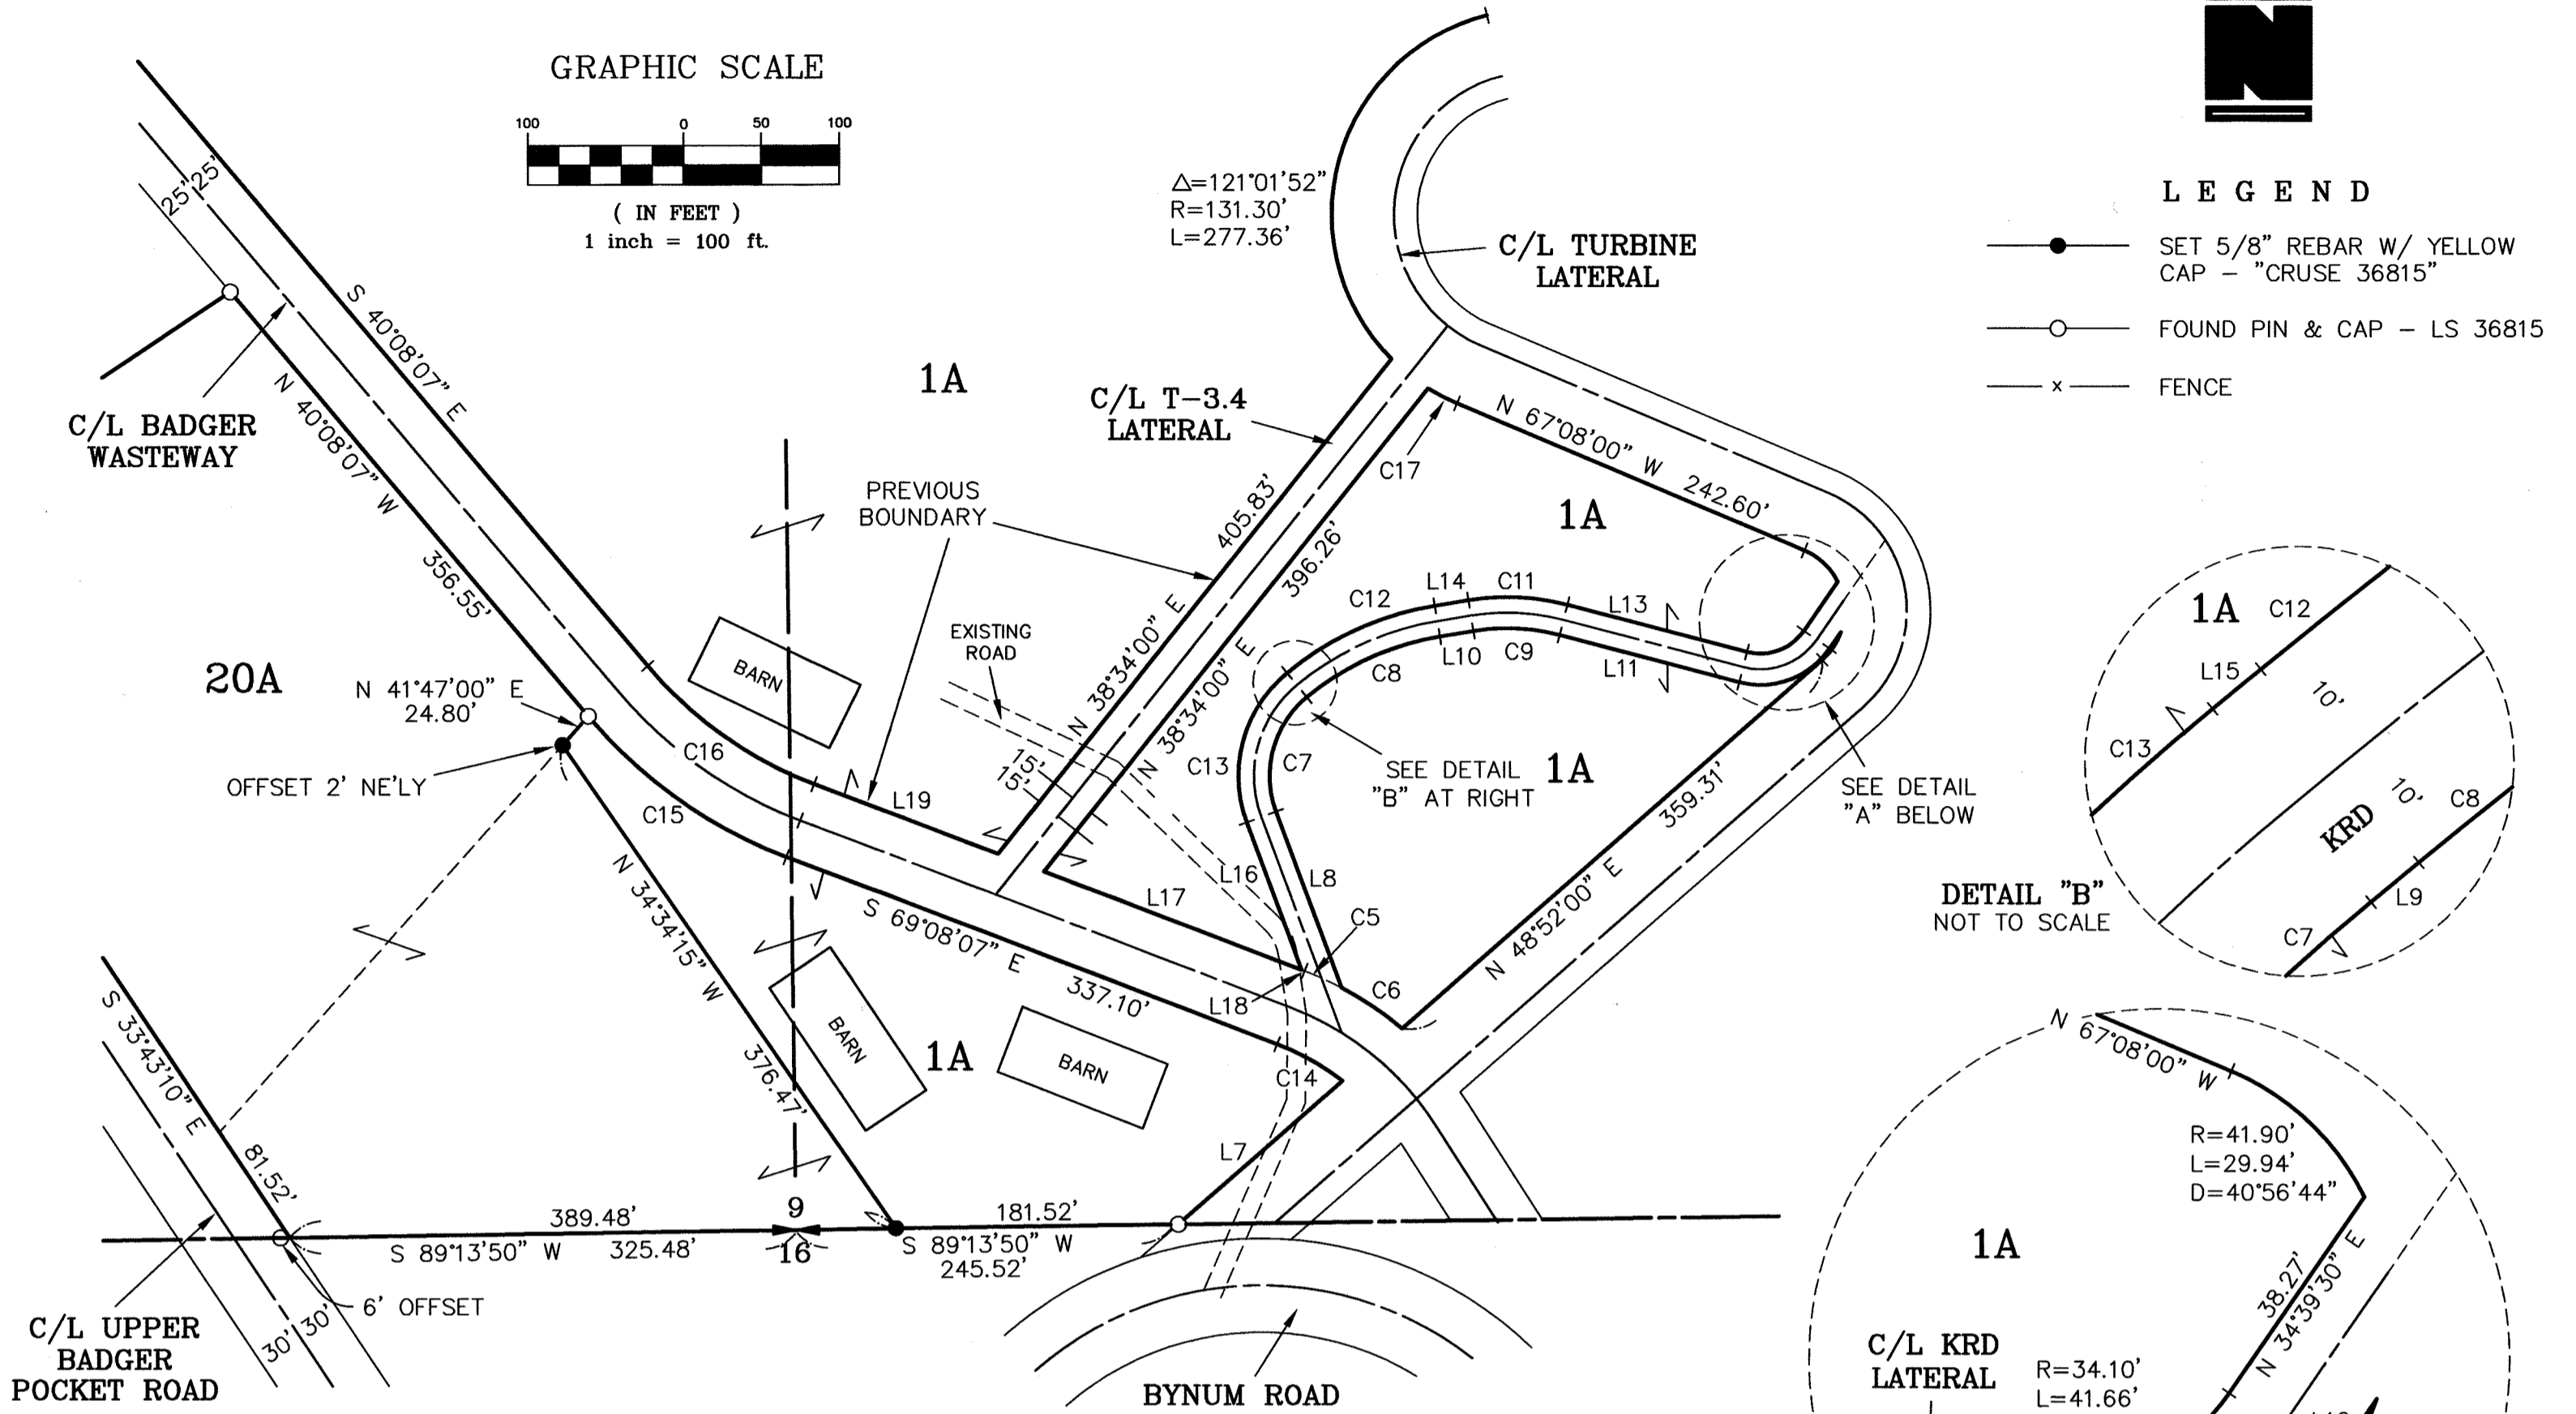 GRAPHIC SCALE
100 0 50 100
( IN FEET )
1 inch = 100 ft.
N
LEGEND
SET 5/8" REBAR W/ YELLOW
CAP – "CRUSE 36815"
FOUND PIN & CAP – LS 36815
x
FENCE
25' 25'
S 40°08'07" E
C/L BADGER
WASTEWAY
N 40°08'07" W
356.55'
1A
△=121°01'52"
R=131.30'
L=277.36'
C/L TURBINE
LATERAL
C/L T-3.4
LATERAL
C17
N 67°08'00" W 242.60'
PREVIOUS
BOUNDARY
405.83'
N 38°34'00" E
396.26'
N 38°34'00" E
1A
EXISTING
ROAD
BARN
20A
N 41°47'00" E
24.80'
OFFSET 2' NE'LY
C16
C15
L19
15'
15'
C12
L14
C11
L13
C8
L10
C9
L11
C13
C7
SEE DETAIL
"B" AT RIGHT
1A
SEE DETAIL
"A" BELOW
359.31'
N 48°52'00" E
L16
L8
L17
C5
C6
L18
S 69°08'07" E
337.10'
N 34°34'15" W
376.47'
BARN
1A
BARN
C14
L7
S 33°43'10" E
81.52'
389.48'
S 89°13'50" W 325.48'
9
16
181.52'
S 89°13'50" W
245.52'
6' OFFSET
30' 30'
C/L UPPER
BADGER
POCKET ROAD
BYNUM ROAD
1A
C12
L15
C13
10'
10'
KRD
C8
L9
C7
DETAIL "B"
NOT TO SCALE
N 67°08'00" W
R=41.90'
L=29.94'
D=40°56'44"
1A
38.27'
N 34°39'30" E
C/L KRD
LATERAL
R=34.10'
L=41.66'